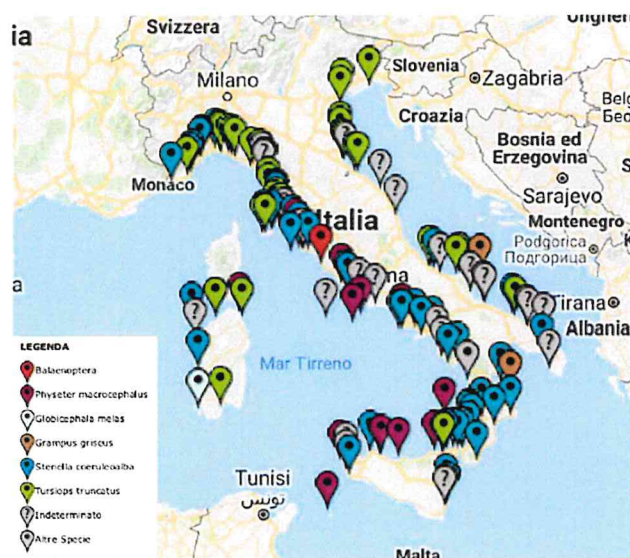 Svizzera
Ungheri
ia
Milano
Slovenia
Zagàbria
Croazia
Belg
Бео
Bosnia ed
Erzegovina
Sarajevo
Monaco
Italia
Montenegro
Podgorica
Подгорица
K
S
a
Tirana
Albania
Mar Tirreno
LEGENDA
Balaenoptera
Physeter macrocephalus
Globicephala melas
Grampus griseus
Stenella coeruleoalba
Tursiops truncatus
Indeterminato
Altre Specie
Tunisi
تونس
Malta